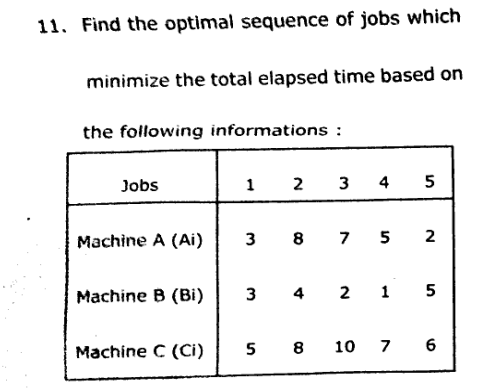 11. Find the optimal sequence of jobs which
minimize the total elapsed time based on
the following informations :
Jobs 1 2 3 4 5
Machine A (Ai) 3 8 7 5 2
Machine B (Bi) 3 4 2 1 5
Machine C (Ci) 5 8 10 7 6